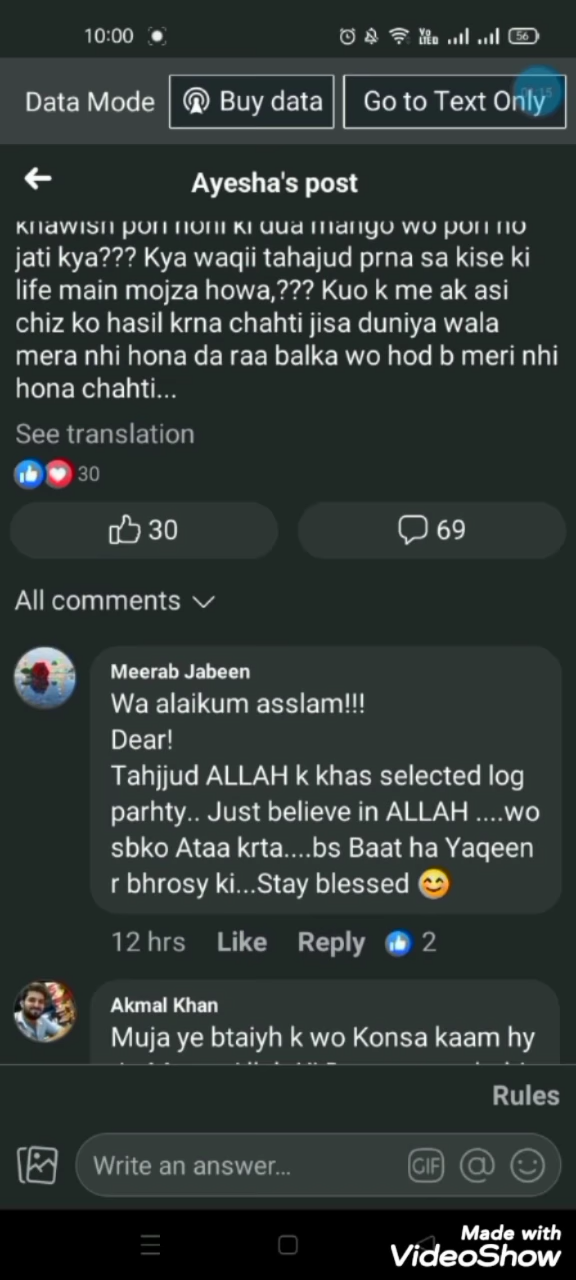 10:00
Vo
LTED
56
Data Mode
Buy data
Go to Text Only
01:15
Ayesha's post
khawish pori honi ki dua mango wo pori ho
jati kya??? Kya waqii tahajud prna sa kise ki
life main mojza howa,??? Kuo k me ak asi
chiz ko hasil krna chahti jisa duniya wala
mera nhi hona da raa balka wo hod b meri nhi
hona chahti...
See translation
30
30
69
All comments
Meerab Jabeen
Wa alaikum asslam!!!
Dear!
Tahjjud ALLAH k khas selected log
parhty.. Just believe in ALLAH ....wo
sbko Ataa krta....bs Baat ha Yaqeen
r bhrosy ki...Stay blessed 😊
12 hrs Like Reply 2
Akmal Khan
Muja ye btaiyh k wo Konsa kaam hy
Rules
Write an answer...
GIF
Made with
VideoShow